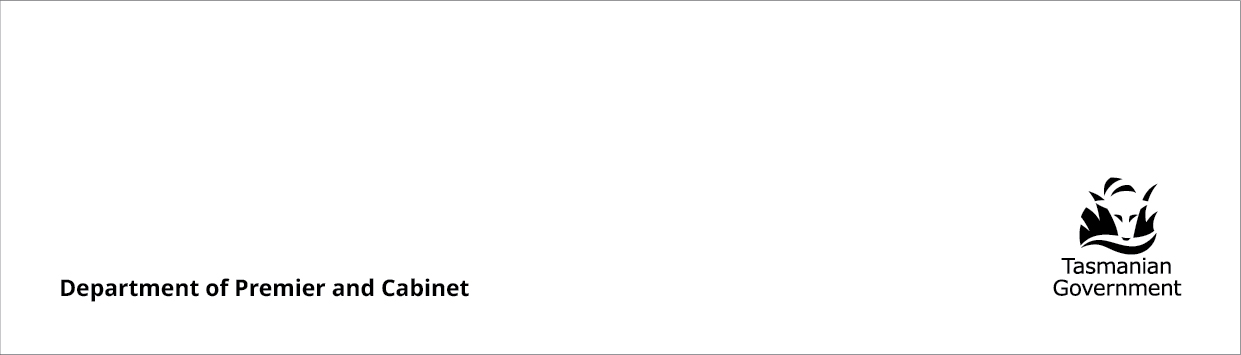 Department of Premier and Cabinet
Tasmanian
Government